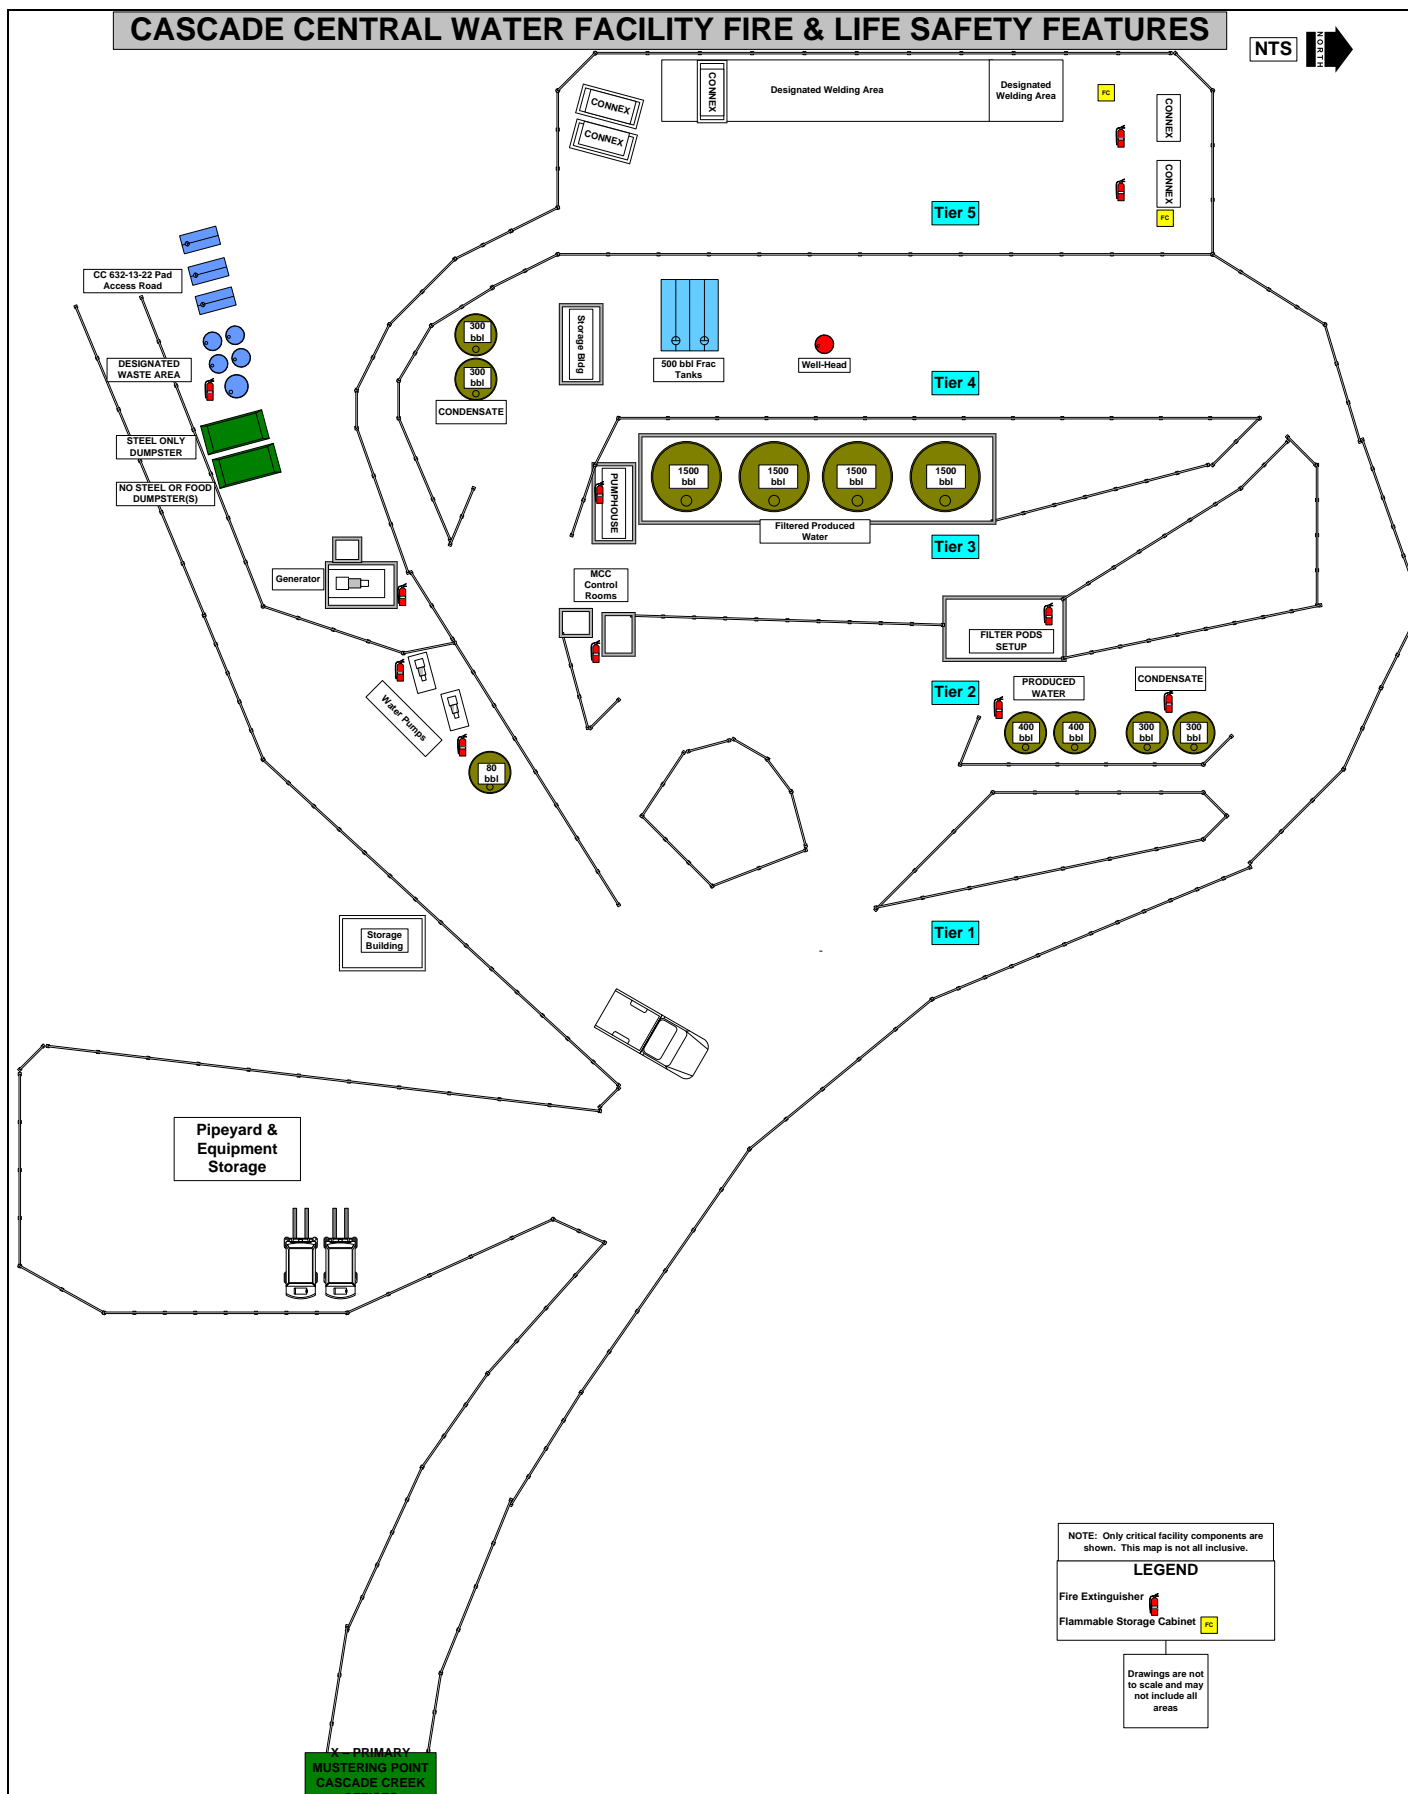 CASCADE CENTRAL WATER FACILITY FIRE & LIFE SAFETY FEATURES
NTS
NORTH
CONNEX
CONNEX
CONNEX
Designated Welding Area
Designated
Welding Area
FC
CONNEX
CONNEX
FC
Tier 5
CC 632-13-22 Pad
Access Road
DESIGNATED
WASTE AREA
STEEL ONLY
DUMPSTER
NO STEEL OR FOOD
DUMPSTER(S)
300
bbl
300
bbl
CONDENSATE
Storage Bldg
500 bbl Frac
Tanks
Well-Head
Tier 4
PUMPHOUSE
1500
bbl
1500
bbl
1500
bbl
1500
bbl
Filtered Produced
Water
Tier 3
Generator
MCC
Control
Rooms
FILTER PODS
SETUP
Water Pumps
80
bbl
Tier 2
PRODUCED
WATER
CONDENSATE
400
bbl
400
bbl
300
bbl
300
bbl
Tier 1
-
Storage
Building
Pipeyard &
Equipment
Storage
NOTE: Only critical facility components are
shown. This map is not all inclusive.
LEGEND
Fire Extinguisher
Flammable Storage Cabinet
FC
Drawings are not
to scale and may
not include all
areas
X – PRIMARY
MUSTERING POINT
CASCADE CREEK